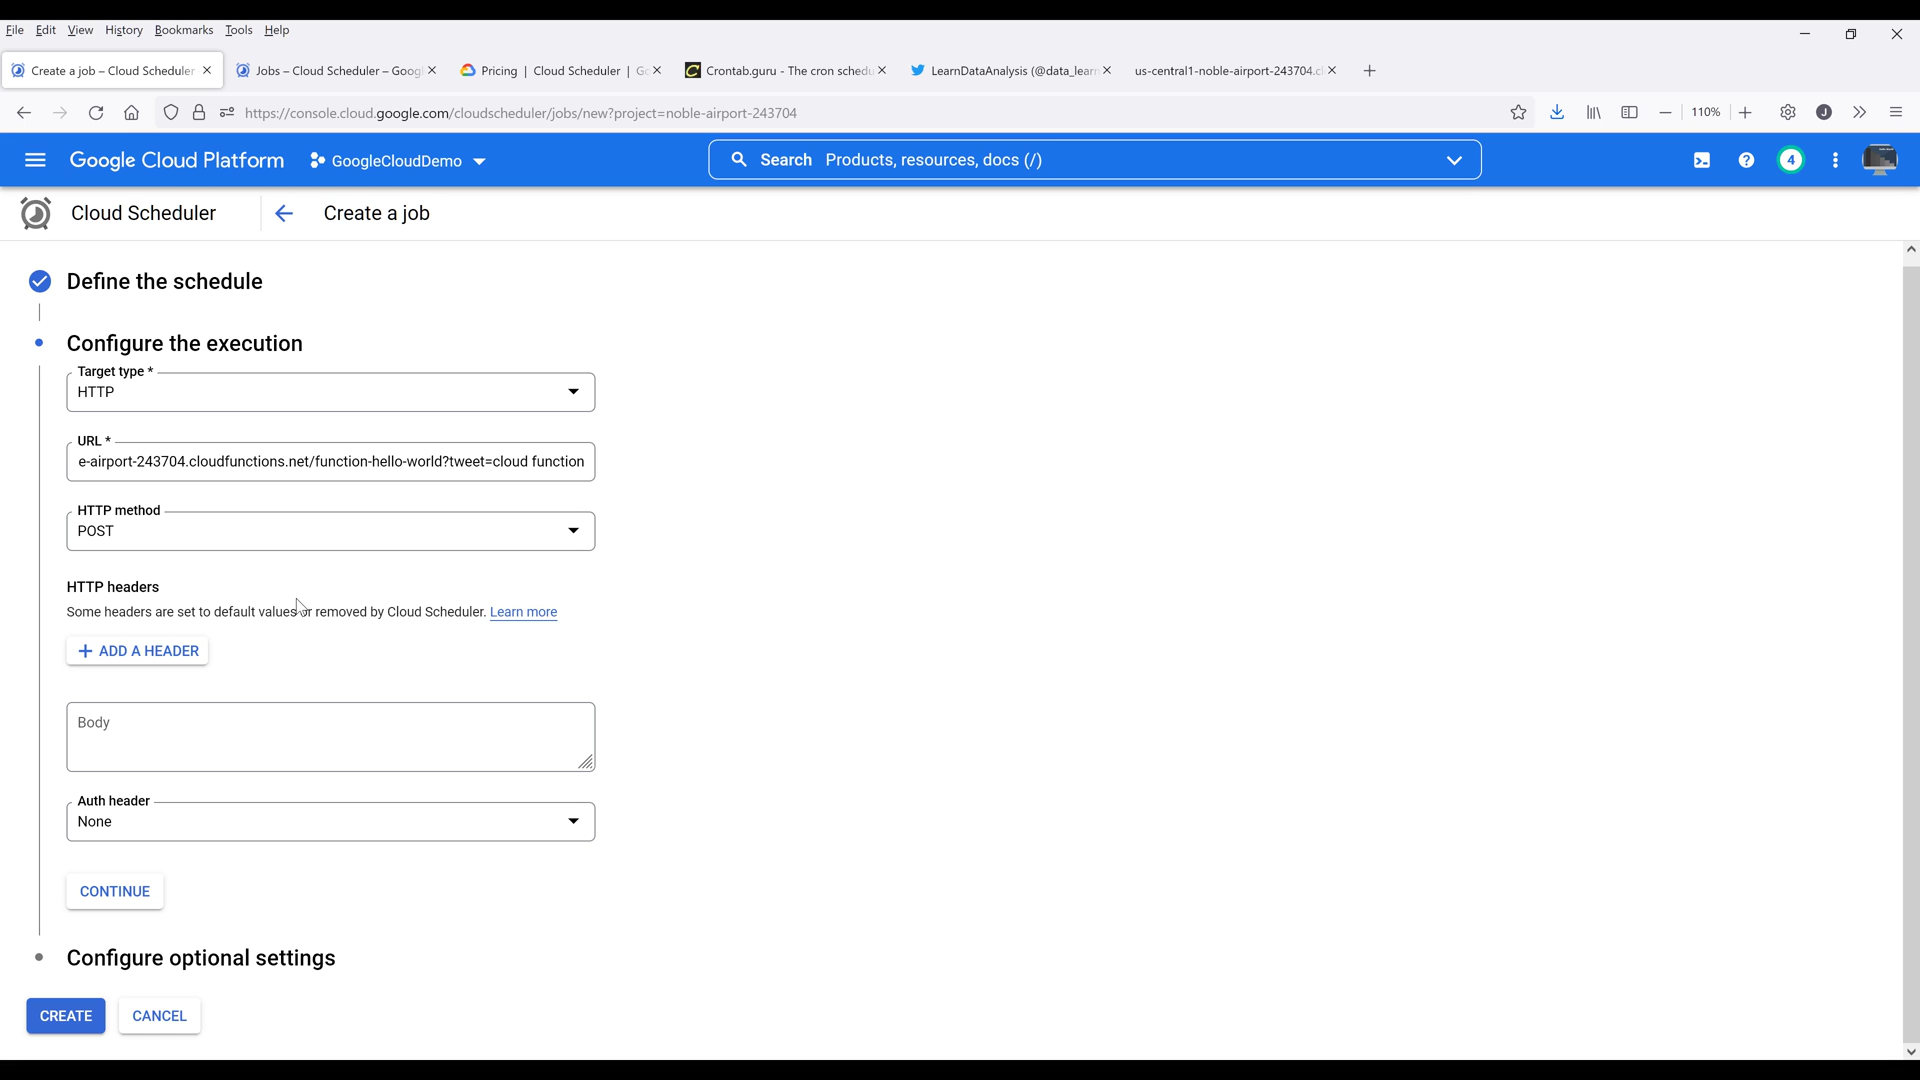 File Edit View History Bookmarks Tools Help
Create a job – Cloud Scheduler
Jobs – Cloud Scheduler – Goog
Pricing | Cloud Scheduler | Go
Crontab.guru - The cron schedu
LearnDataAnalysis (@data_lear
us-central1-noble-airport-243704.cl
https://console.cloud.google.com/cloudscheduler/jobs/new?project=noble-airport-243704
110%
J
Google Cloud Platform
GoogleCloudDemo
Search Products, resources, docs (/)
4
Cloud Scheduler
Create a job
Define the schedule
Configure the execution
Target type *
HTTP
URL *
e-airport-243704.cloudfunctions.net/function-hello-world?tweet=cloud function
HTTP method
POST
HTTP headers
Some headers are set to default values or removed by Cloud Scheduler. Learn more
+ ADD A HEADER
Body
Auth header
None
CONTINUE
Configure optional settings
CREATE
CANCEL